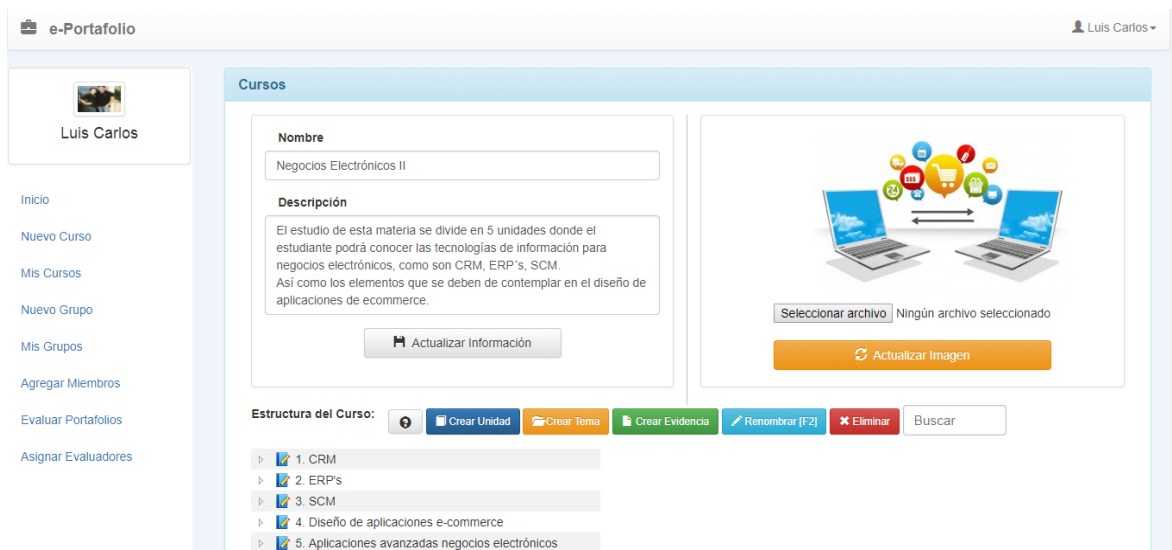 e-Portafolio
Luis Carlos
Luis Carlos
Inicio
Nuevo Curso
Mis Cursos
Nuevo Grupo
Mis Grupos
Agregar Miembros
Evaluar Portafolios
Asignar Evaluadores
Cursos
Nombre
Negocios Electrónicos II
Descripción
El estudio de esta materia se divide en 5 unidades donde el
estudiante podrá conocer las tecnologías de información para
negocios electrónicos, como son CRM, ERP´s, SCM.
Así como los elementos que se deben de contemplar en el diseño de
aplicaciones de ecommerce.
Actualizar Información
$$$
24
Seleccionar archivo Ningún archivo seleccionado
Actualizar Imagen
Estructura del Curso: ? Crear Unidad Crear Tema Crear Evidencia Renombrar [F2] Eliminar Buscar
1. CRM
2. ERP's
3. SCM
4. Diseño de aplicaciones e-commerce
5. Aplicaciones avanzadas negocios electrónicos